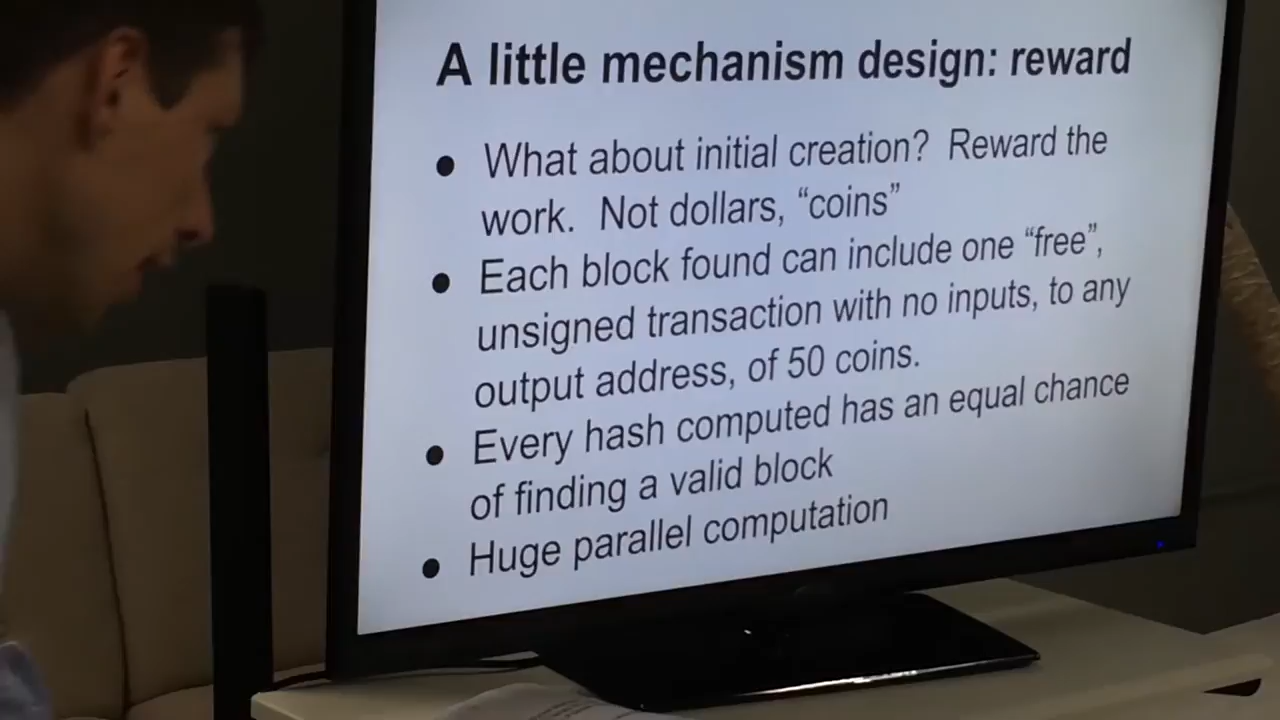 A little mechanism design: reward
● What about initial creation? Reward the
work. Not dollars, “coins”
● Each block found can include one “free”,
unsigned transaction with no inputs, to any
output address, of 50 coins.
● Every hash computed has an equal chance
of finding a valid block
● Huge parallel computation